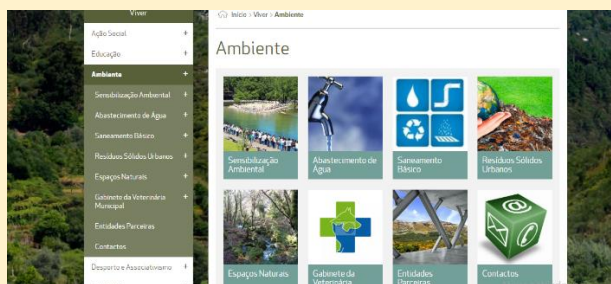 Viver
Ação Social +
Educação +
Ambiente +
Sensibilização Ambiental +
Abastecimento de Água +
Saneamento Básico +
Resíduos Sólidos Urbanos +
Espaços Naturais +
Gabinete da Veterinária +
Municipal
Entidades Parceiras
Contactos
Desporto e Associativismo +
Início > Viver > Ambiente
Ambiente
Sensibilização
Ambiental
Abastecimento de
Água
Saneamento
Básico
Resíduos Sólidos
Urbanos
Espaços Naturais
Gabinete da
Veterinária
Entidades
Parceiras
@
Contactos